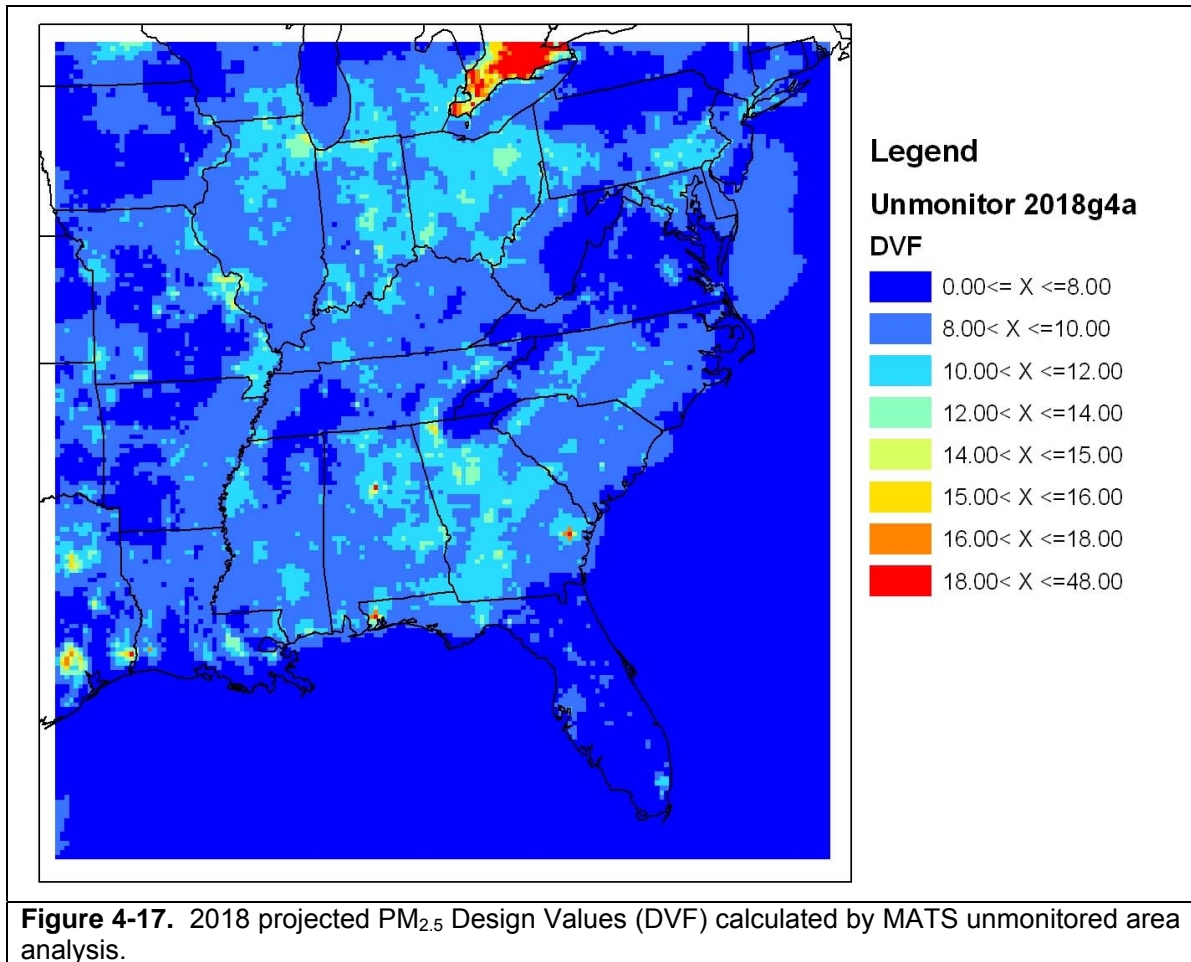 Legend
Unmonitor 2018g4a
DVF
0.00<= X <=8.00
8.00< X <=10.00
10.00< X <=12.00
12.00< X <=14.00
14.00< X <=15.00
15.00< X <=16.00
16.00< X <=18.00
18.00< X <=48.00
Figure 4-17. 2018 projected PM2.5 Design Values (DVF) calculated by MATS unmonitored area
analysis.